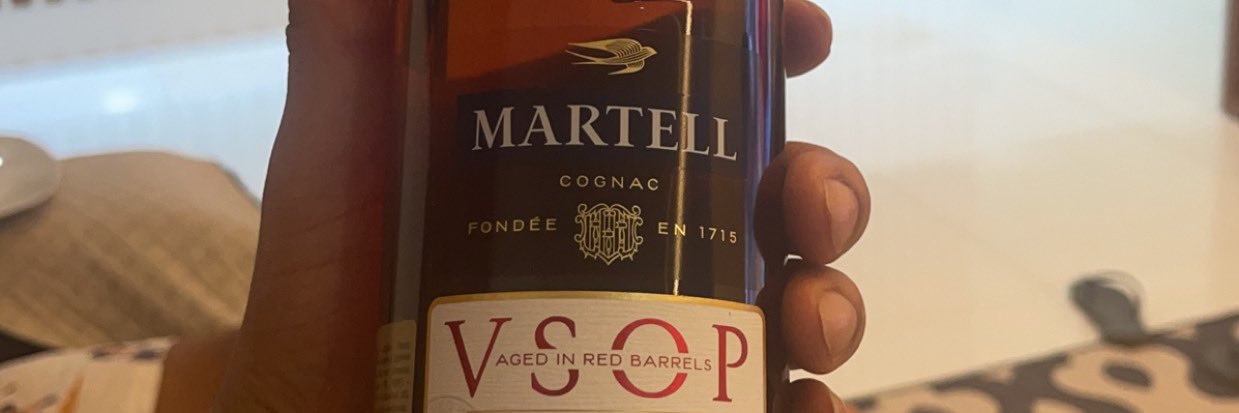 MARTELL
COGNAC
FONDÉE EN 1715
VSOP
AGED IN RED BARRELS